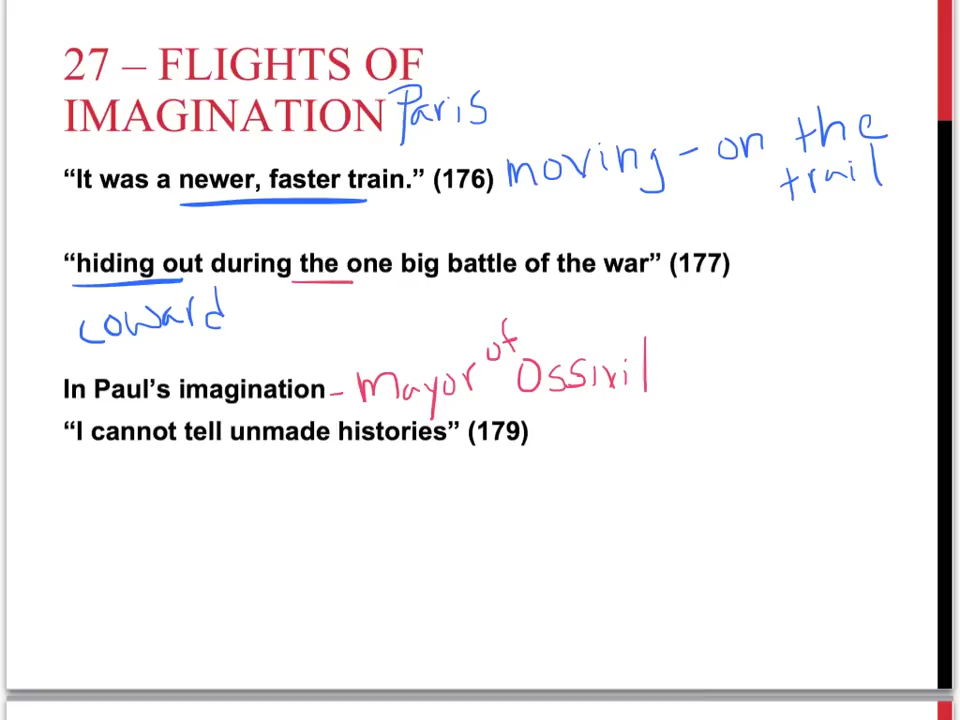 27 – FLIGHTS OF
IMAGINATION Paris
“It was a newer, faster train.” (176) moving - on the trail
“hiding out during the one big battle of the war” (177)
coward
In Paul’s imagination - Mayor of Ossining
“I cannot tell unmade histories” (179)